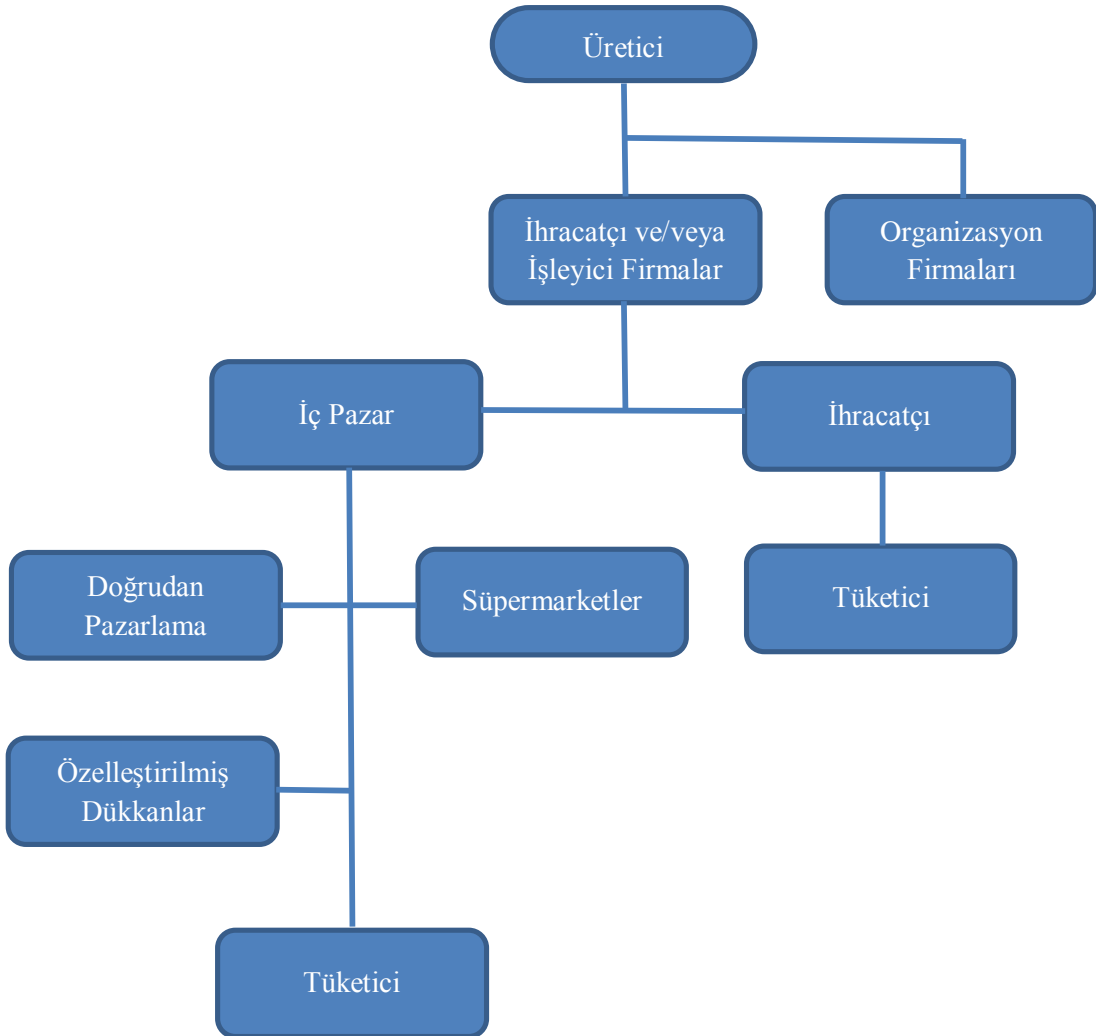 Üretici
İhracatçı ve/veya
İşleyici Firmalar
Organizasyon
Firmaları
İç Pazar
İhracatçı
Doğrudan
Pazarlama
Süpermarketler
Tüketici
Özelleştirilmiş
Dükkanlar
Tüketici